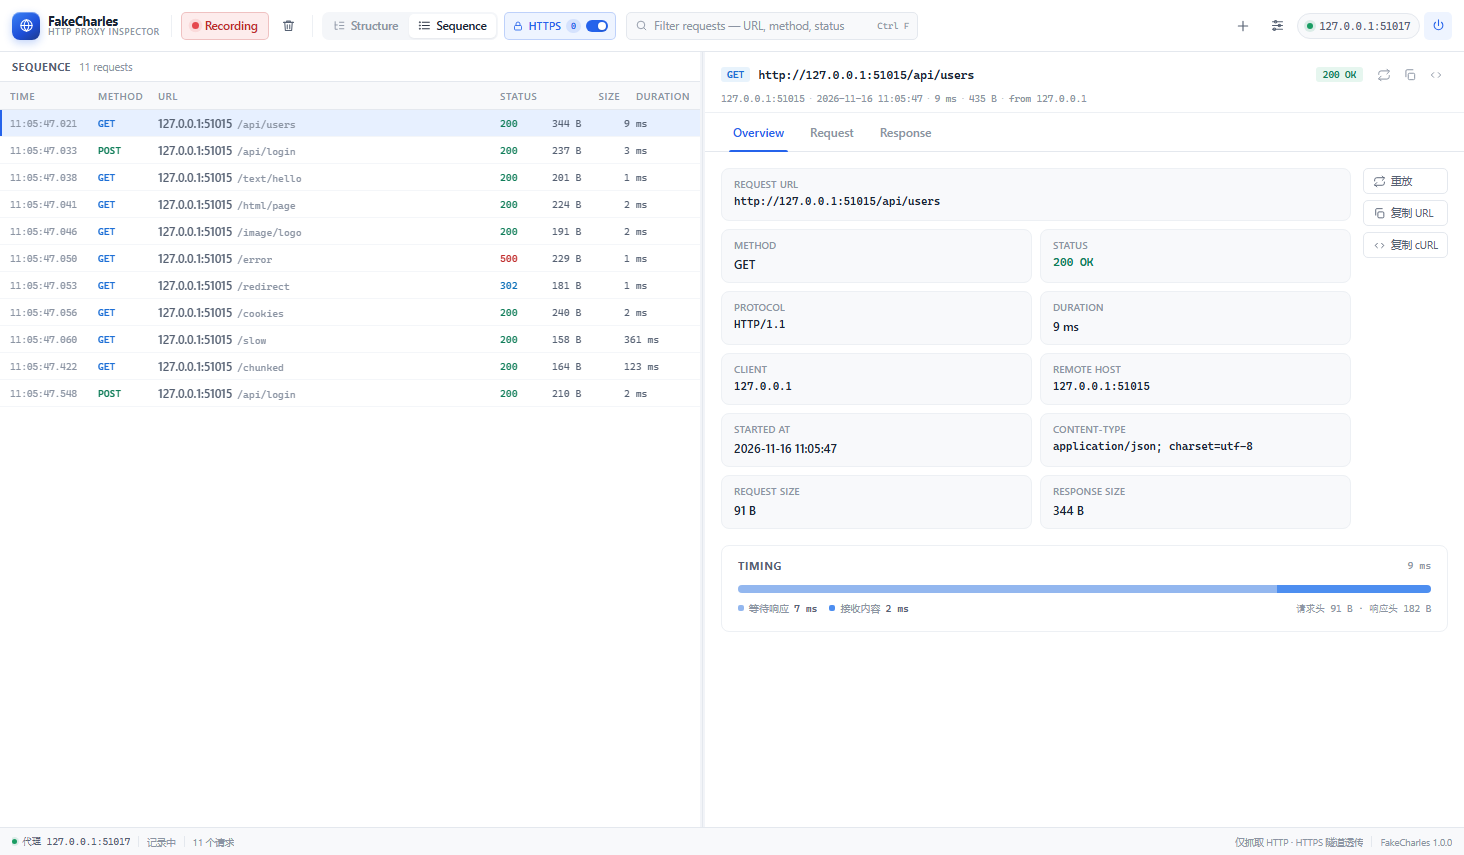 FakeCharles
HTTP PROXY INSPECTOR
Recording
Structure
Sequence
HTTPS 0
Filter requests — URL, method, status
Ctrl F
127.0.0.1:51017
SEQUENCE 11 requests
TIME METHOD URL STATUS SIZE DURATION
11:05:47.021 GET 127.0.0.1:51015 /api/users 200 344 B 9 ms
11:05:47.033 POST 127.0.0.1:51015 /api/login 200 237 B 3 ms
11:05:47.038 GET 127.0.0.1:51015 /text/hello 200 201 B 1 ms
11:05:47.041 GET 127.0.0.1:51015 /html/page 200 224 B 2 ms
11:05:47.046 GET 127.0.0.1:51015 /image/logo 200 191 B 2 ms
11:05:47.050 GET 127.0.0.1:51015 /error 500 229 B 1 ms
11:05:47.053 GET 127.0.0.1:51015 /redirect 302 181 B 1 ms
11:05:47.056 GET 127.0.0.1:51015 /cookies 200 240 B 2 ms
11:05:47.060 GET 127.0.0.1:51015 /slow 200 158 B 361 ms
11:05:47.422 GET 127.0.0.1:51015 /chunked 200 164 B 123 ms
11:05:47.548 POST 127.0.0.1:51015 /api/login 200 210 B 2 ms
GET http://127.0.0.1:51015/api/users 200 OK
127.0.0.1:51015 · 2026-11-16 11:05:47 · 9 ms · 435 B · from 127.0.0.1
Overview Request Response
REQUEST URL
http://127.0.0.1:51015/api/users
重放
复制 URL
复制 cURL
METHOD
GET
STATUS
200 OK
PROTOCOL
HTTP/1.1
DURATION
9 ms
CLIENT
127.0.0.1
REMOTE HOST
127.0.0.1:51015
STARTED AT
2026-11-16 11:05:47
CONTENT-TYPE
application/json; charset=utf-8
REQUEST SIZE
91 B
RESPONSE SIZE
344 B
TIMING 9 ms
等待响应 7 ms 接收内容 2 ms 请求头 91 B · 响应头 182 B
代理 127.0.0.1:51017 记录中 11 个请求 仅抓取 HTTP · HTTPS 隧道透传 FakeCharles 1.0.0